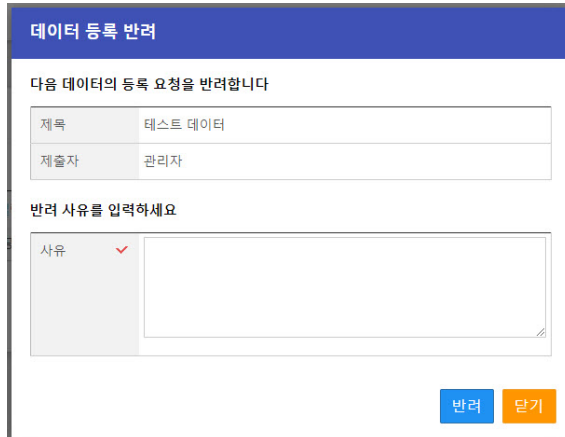 데이터 등록 반려
다음 데이터의 등록 요청을 반려합니다
제목 테스트 데이터
제출자 관리자
반려 사유를 입력하세요
사유
반려 닫기